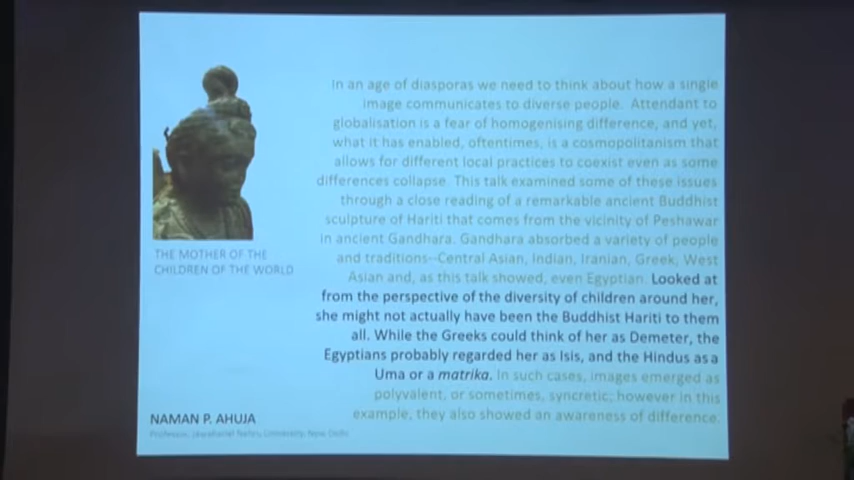 In an age of diasporas we need to think about how a single
image communicates to diverse people. Attendant to
globalisation is a fear of homogenising difference, and yet,
what it has enabled, oftentimes, is a cosmopolitanism that
allows for different local practices to coexist even as some
differences collapse. This talk examined some of these issues
through a close reading of a remarkable ancient Buddhist
sculpture of Hariti that comes from the vicinity of Peshawar
in ancient Gandhara. Gandhara absorbed a variety of people
and traditions--Central Asian, Indian, Iranian, Greek, West
Asian and, as this talk showed, even Egyptian. Looked at
from the perspective of the diversity of children around her,
she might not actually have been the Buddhist Hariti to them
all. While the Greeks could think of her as Demeter, the
Egyptians probably regarded her as Isis, and the Hindus as a
Uma or a matrika. In such cases, images emerged as
polyvalent, or sometimes, syncretic; however in this
example, they also showed an awareness of difference.
THE MOTHER OF THE
CHILDREN OF THE WORLD
NAMAN P. AHUJA
Professor, Jawaharlal Nehru University, New Delhi